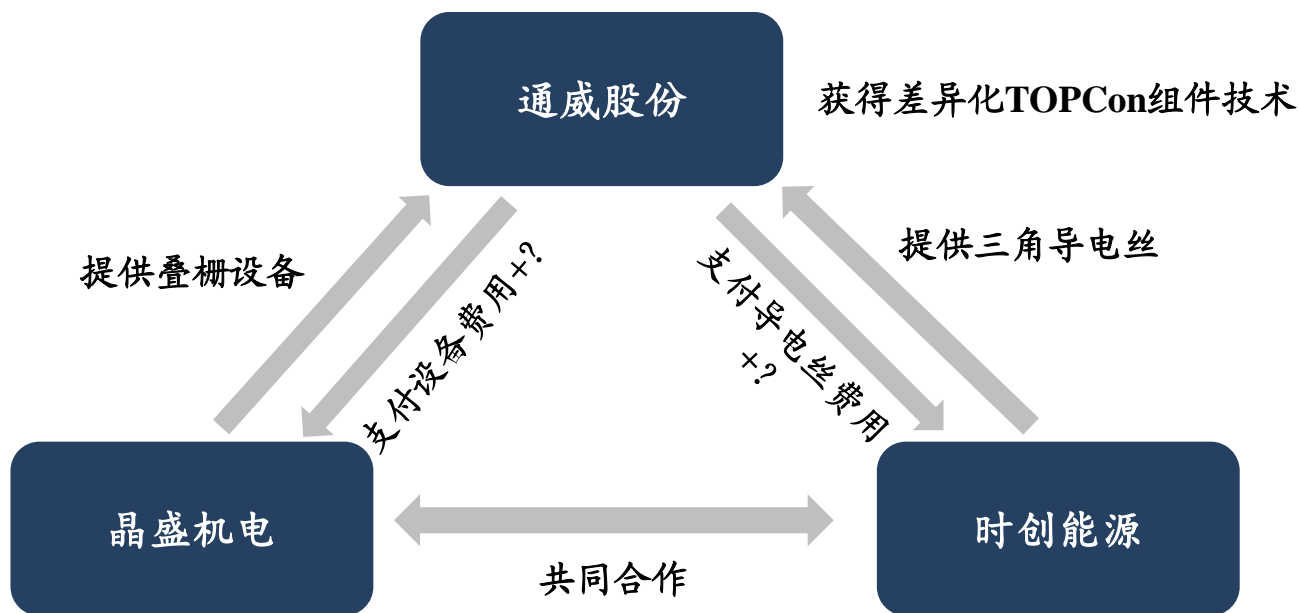 通威股份
获得差异化TOPCon组件技术
提供叠栅设备
支付设备费用+?
支付导电丝费用
+?
提供三角导电丝
晶盛机电
共同合作
时创能源